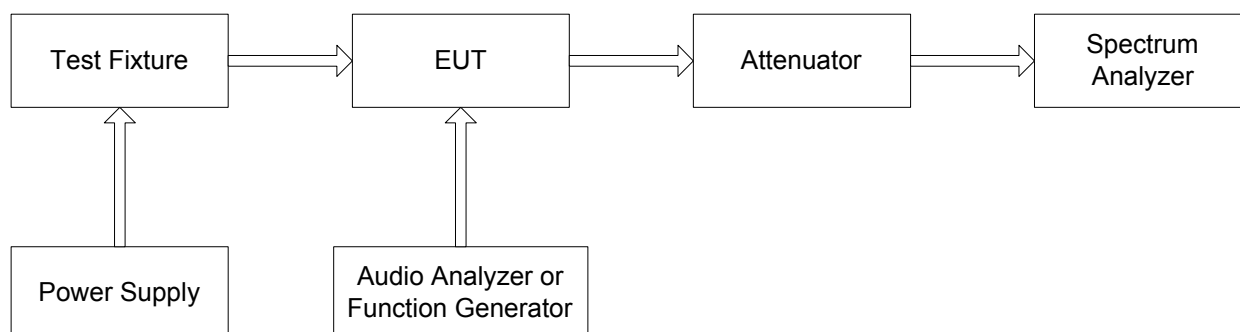 Test Fixture
EUT
Attenuator
Spectrum
Analyzer
Power Supply
Audio Analyzer or
Function Generator